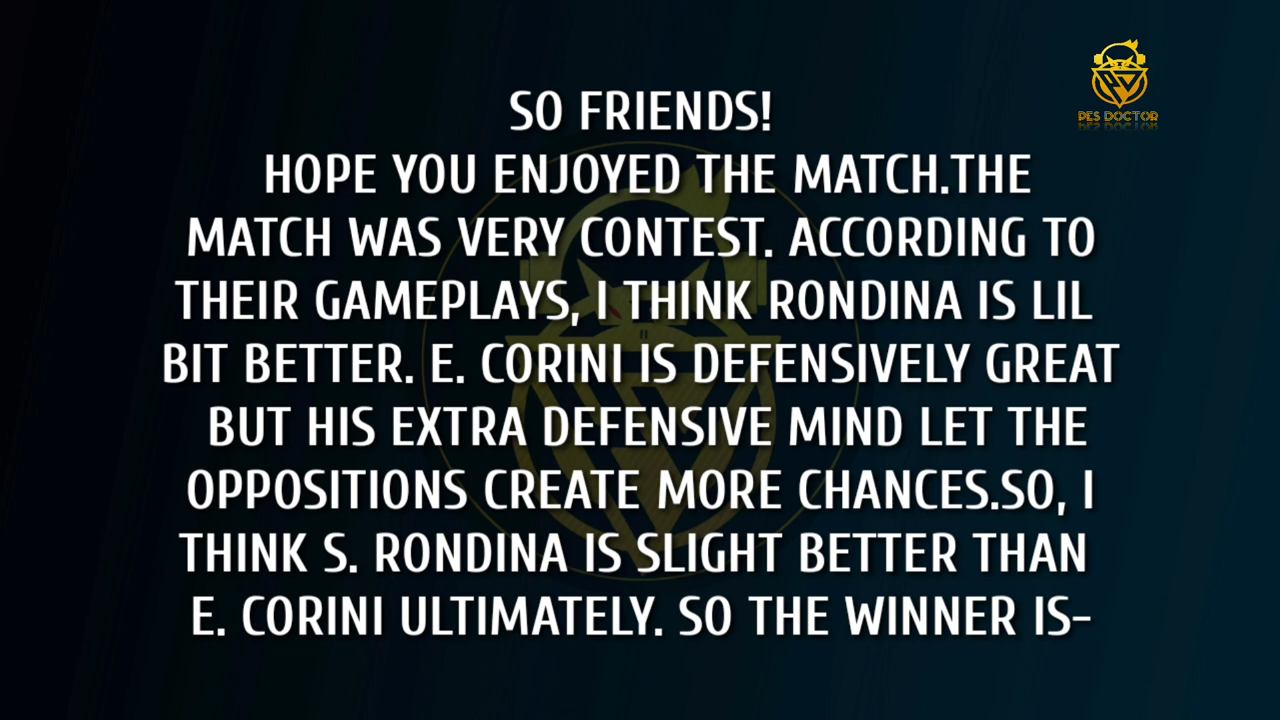 PES DOCTOR
SO FRIENDS!
HOPE YOU ENJOYED THE MATCH.THE
MATCH WAS VERY CONTEST. ACCORDING TO
THEIR GAMEPLAYS, I THINK RONDINA IS LIL
BIT BETTER. E. CORINI IS DEFENSIVELY GREAT
BUT HIS EXTRA DEFENSIVE MIND LET THE
OPPOSITIONS CREATE MORE CHANCES.SO, I
THINK S. RONDINA IS SLIGHT BETTER THAN
E. CORINI ULTIMATELY. SO THE WINNER IS-